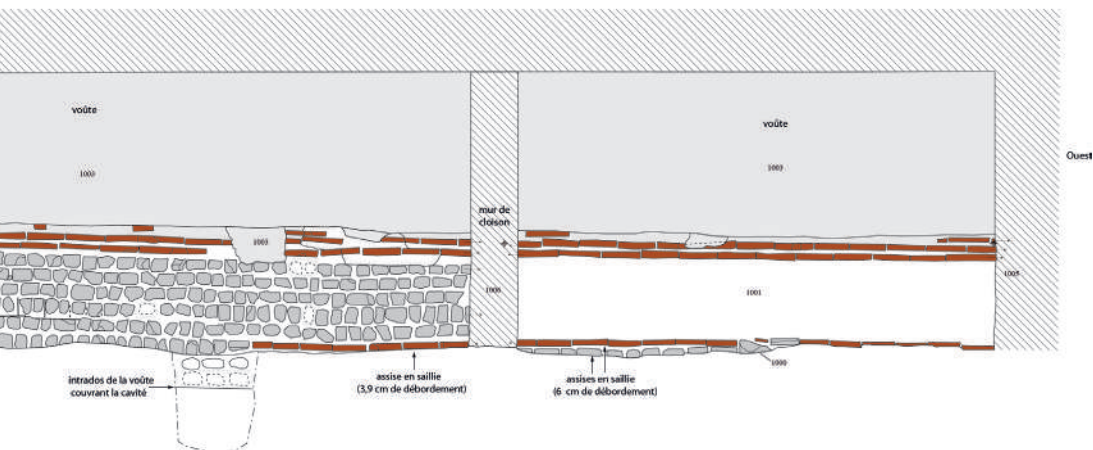 voûte
1003
voûte
1003
Ouest
mur de
cloison
1003
1006
1001
1005
1000
assise en saillie
(3,9 cm de débordement)
assises en saillie
(6 cm de débordement)
intrados de la voûte
couvrant la cavité